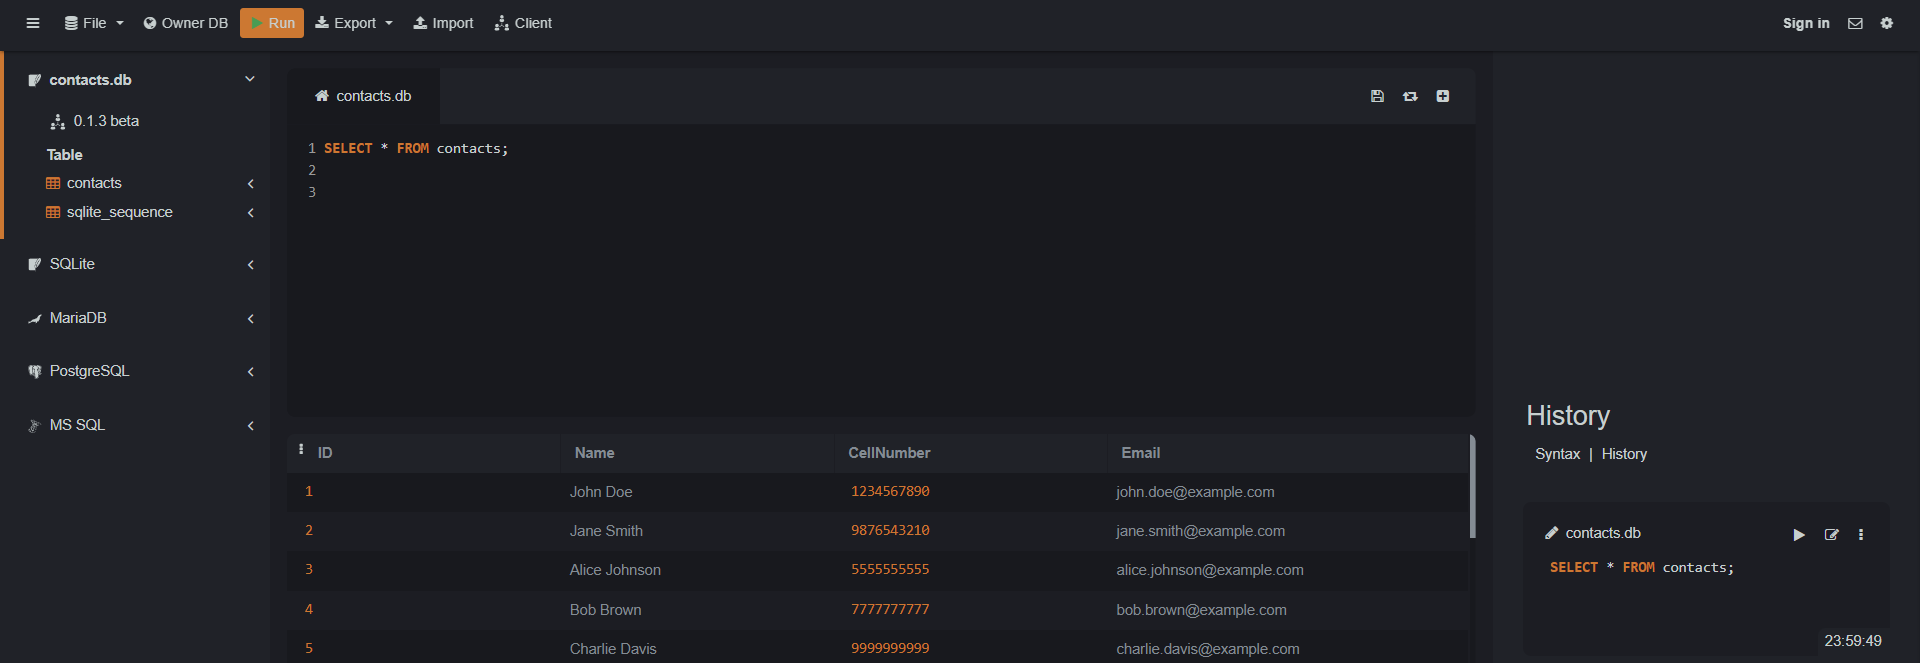 File Owner DB Run Export Import Client Sign in
contacts.db
0.1.3 beta
Table
contacts
sqlite_sequence
SQLite
MariaDB
PostgreSQL
MS SQL
contacts.db
1 SELECT * FROM contacts;
2
3
ID Name CellNumber Email
1 John Doe 1234567890 john.doe@example.com
2 Jane Smith 9876543210 jane.smith@example.com
3 Alice Johnson 5555555555 alice.johnson@example.com
4 Bob Brown 7777777777 bob.brown@example.com
5 Charlie Davis 9999999999 charlie.davis@example.com
History
Syntax | History
contacts.db
SELECT * FROM contacts;
23:59:49